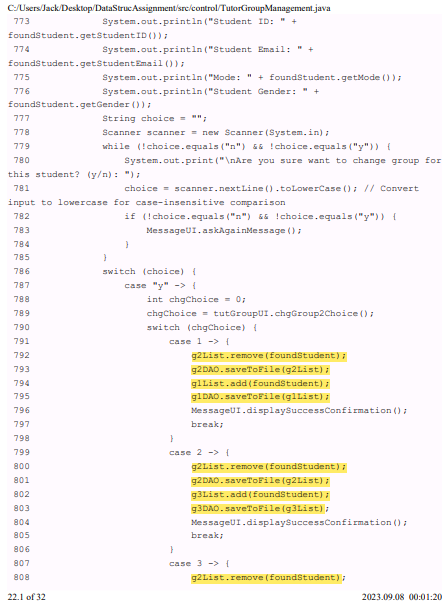 C:/Users/Jack/Desktop/DataStrucAssignment/src/control/TutorGroupManagement.java
773 System.out.println("Student ID: " +
foundStudent.getStudentID());
774 System.out.println("Student Email: " +
foundStudent.getStudentEmail());
775 System.out.println("Mode: " + foundStudent.getMode());
776 System.out.println("Student Gender: " +
foundStudent.getGender());
777 String choice = "";
778 Scanner scanner = new Scanner(System.in);
779 while (!choice.equals("n") && !choice.equals("y")) {
780 System.out.print("\nAre you sure want to change group for
this student? (y/n): ");
781 choice = scanner.nextLine().toLowerCase(); // Convert
input to lowercase for case-insensitive comparison
782 if (!choice.equals("n") && !choice.equals("y")) {
783 MessageUI.askAgainMessage();
784 }
785 }
786 switch (choice) {
787 case "y" -> {
788 int chgChoice = 0;
789 chgChoice = tutGroupUI.chgGroup2Choice();
790 switch (chgChoice) {
791 case 1 -> {
792 g2List.remove(foundStudent);
793 g2DAO.saveToFile(g2List);
794 g1List.add(foundStudent);
795 g1DAO.saveToFile(g1List);
796 MessageUI.displaySuccessConfirmation();
797 break;
798 }
799 case 2 -> {
800 g2List.remove(foundStudent);
801 g2DAO.saveToFile(g2List);
802 g3List.add(foundStudent);
803 g3DAO.saveToFile(g3List);
804 MessageUI.displaySuccessConfirmation();
805 break;
806 }
807 case 3 -> {
808 g2List.remove(foundStudent);
22.1 of 32 2023.09.08 00:01:20